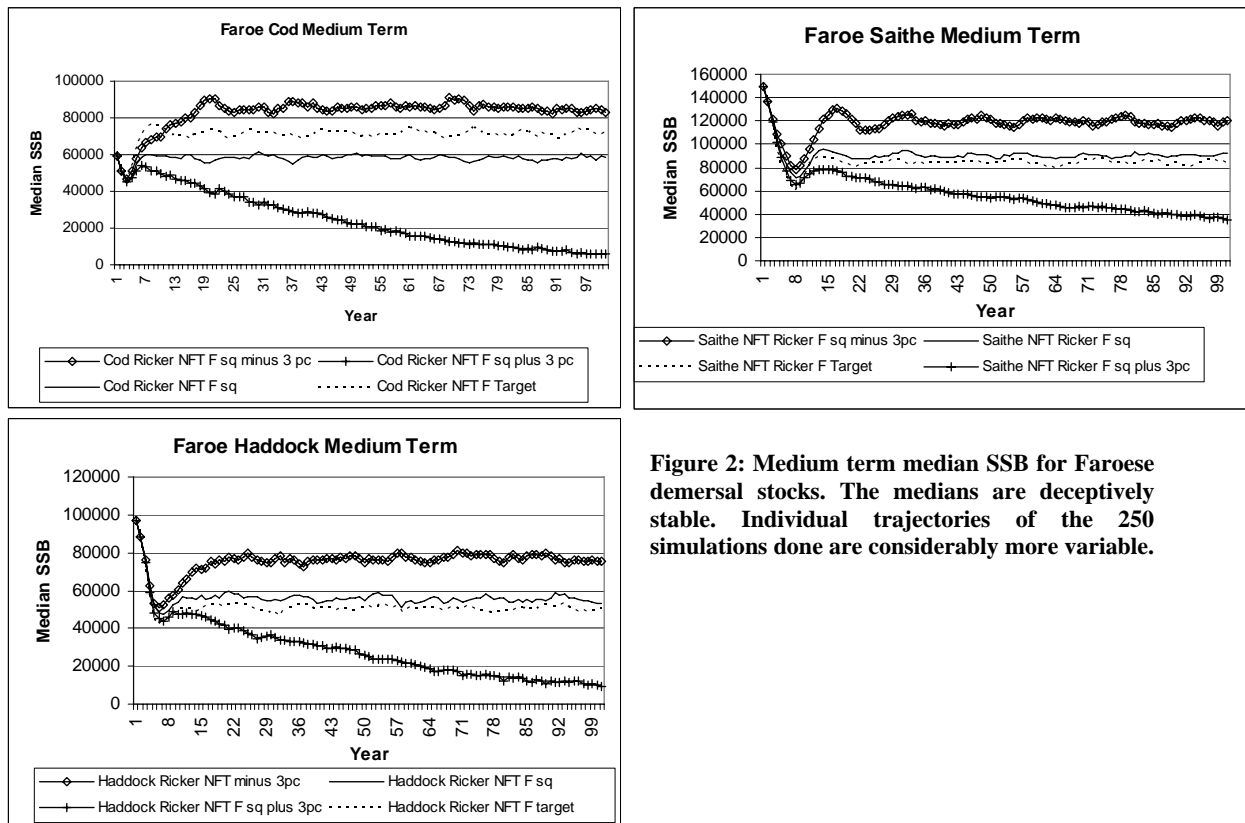 Faroe Cod Medium Term
Median SSB
100000
80000
60000
40000
20000
0
1 7 13 19 25 31 37 43 49 55 61 67 73 79 85 91 97
Year
Cod Ricker NFT F sq minus 3 pc
Cod Ricker NFT F sq plus 3 pc
Cod Ricker NFT F sq
Cod Ricker NFT F Target
Faroe Saithe Medium Term
Median SSB
160000
140000
120000
100000
80000
60000
40000
20000
0
1 8 15 22 29 36 43 50 57 64 71 78 85 92 99
Year
Saithe NFT Ricker F sq minus 3pc
Saithe NFT Ricker F sq
Saithe NFT Ricker F Target
Saithe NFT Ricker F sq plus 3pc
Faroe Haddock Medium Term
Median SSB
120000
100000
80000
60000
40000
20000
0
1 8 15 22 29 36 43 50 57 64 71 78 85 92 99
Year
Haddock Ricker NFT minus 3pc
Haddock Ricker NFT F sq
Haddock Ricker NFT F sq plus 3pc
Haddock Ricker NFT F target
Figure 2: Medium term median SSB for Faroese
demersal stocks. The medians are deceptively
stable. Individual trajectories of the 250
simulations done are considerably more variable.